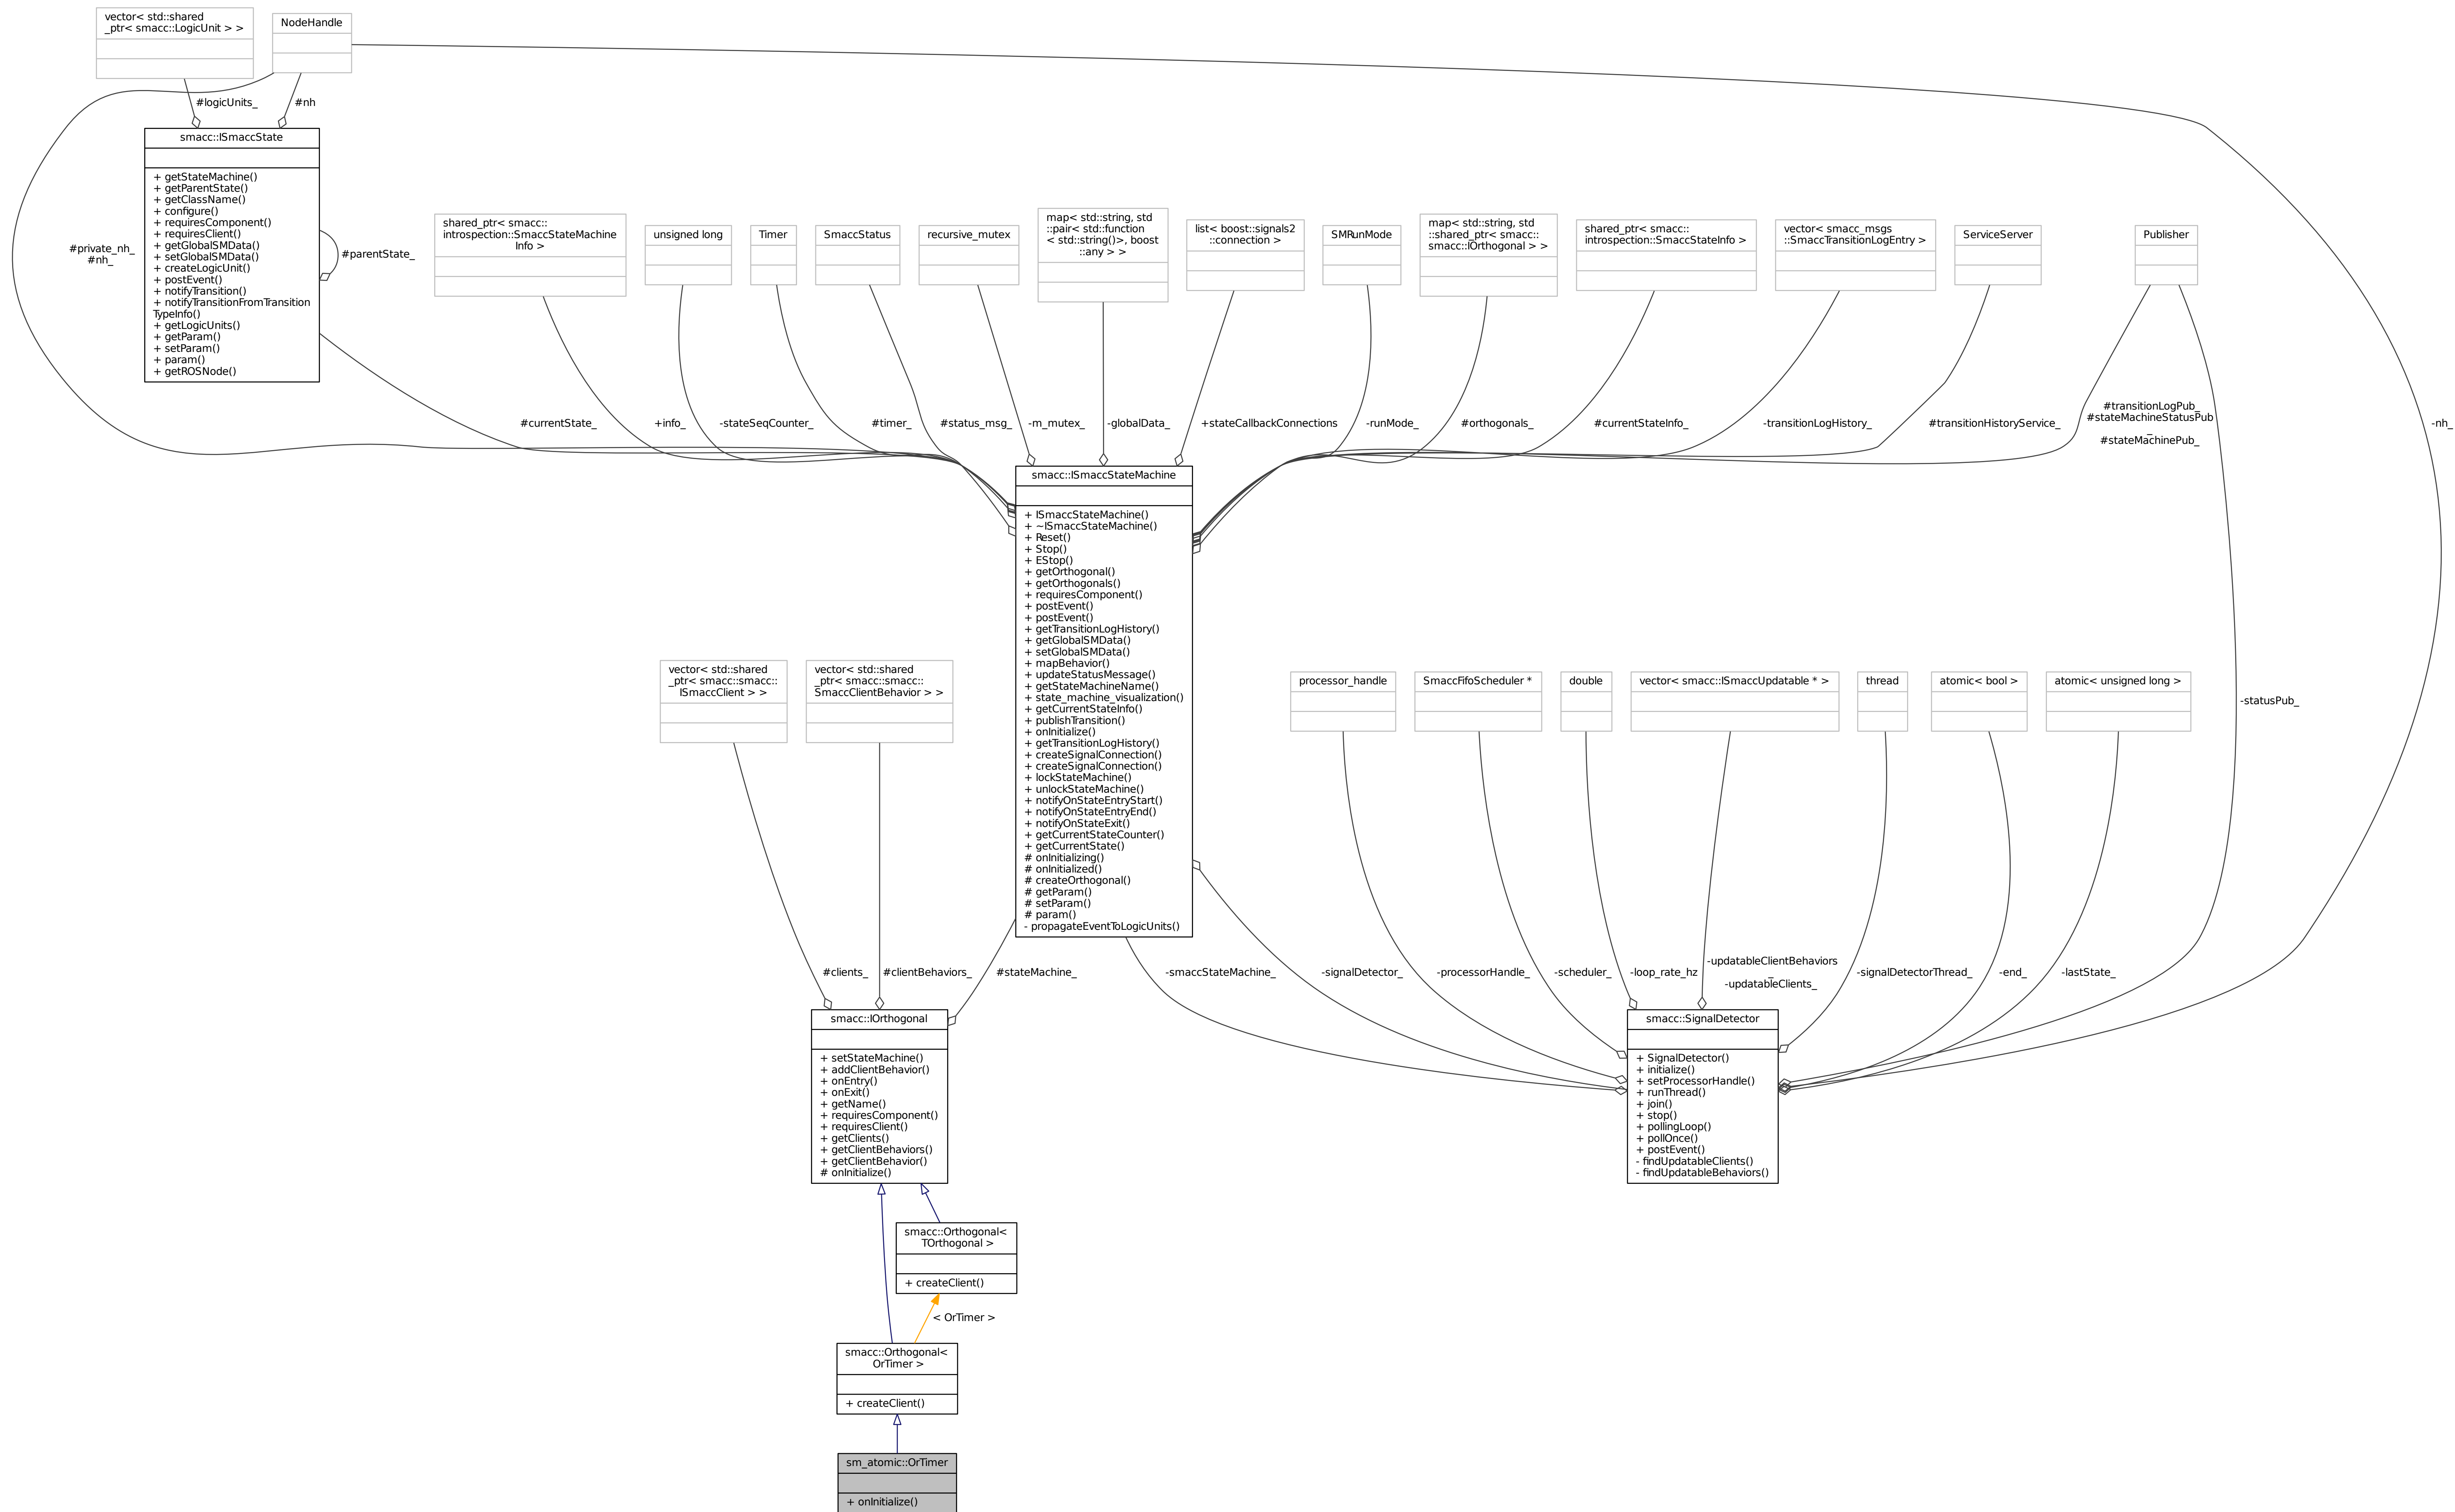 vector< std::shared
_ptr< smacc::LogicUnit > >
NodeHandle
#logicUnits_
#nh
smacc::ISmaccState
+ getStateMachine()
+ getParentState()
+ getClassName()
+ configure()
+ requiresComponent()
+ requiresClient()
+ getGlobalSMData()
+ setGlobalSMData()
+ createLogicUnit()
+ postEvent()
+ notifyTransition()
+ notifyTransitionFromTransition
TypeInfo()
+ getLogicUnits()
+ getParam()
+ setParam()
+ param()
+ getROSNode()
#private_nh_
#nh_
#parentState_
shared_ptr< smacc::
introspection::SmaccStateMachine
Info >
unsigned long
Timer
SmaccStatus
recursive_mutex
map< std::string, std
::pair< std::function
< std::string()>, boost
::any > >
list< boost::signals2
::connection >
SMRunMode
map< std::string, std
::shared_ptr< smacc::
smacc::IOrthogonal > >
shared_ptr< smacc::
introspection::SmaccStateInfo >
vector< smacc_msgs
::SmaccTransitionLogEntry >
ServiceServer
Publisher
#currentState_
+info_
-stateSeqCounter_
#timer_
#status_msg_
-m_mutex_
-globalData_
+stateCallbackConnections
-runMode_
#orthogonals_
#currentStateInfo_
-transitionLogHistory_
#transitionHistoryService_
#transitionLogPub_
#stateMachineStatusPub
_
#stateMachinePub_
-nh_
smacc::ISmaccStateMachine
+ ISmaccStateMachine()
+ ~ISmaccStateMachine()
+ Reset()
+ Stop()
+ EStop()
+ getOrthogonal()
+ getOrthogonals()
+ requiresComponent()
+ postEvent()
+ postEvent()
+ getTransitionLogHistory()
+ getGlobalSMData()
+ setGlobalSMData()
+ mapBehavior()
+ updateStatusMessage()
+ getStateMachineName()
+ state_machine_visualization()
+ getCurrentStateInfo()
+ publishTransition()
+ onInitialize()
+ getTransitionLogHistory()
+ createSignalConnection()
+ createSignalConnection()
+ lockStateMachine()
+ unlockStateMachine()
+ notifyOnStateEntryStart()
+ notifyOnStateEntryEnd()
+ notifyOnStateExit()
+ getCurrentStateCounter()
+ getCurrentState()
# onInitializing()
# onInitialized()
# createOrthogonal()
# getParam()
# setParam()
# param()
- propagateEventToLogicUnits()
vector< std::shared
_ptr< smacc::smacc::
ISmaccClient > >
vector< std::shared
_ptr< smacc::smacc::
SmaccClientBehavior > >
processor_handle
SmaccFifoScheduler *
double
vector< smacc::ISmaccUpdatable * >
thread
atomic< bool >
atomic< unsigned long >
-statusPub_
#clients_
#clientBehaviors_
#stateMachine_
-smaccStateMachine_
-signalDetector_
-processorHandle_
-scheduler_
-loop_rate_hz
-updatableClientBehaviors
_
-updatableClients_
-signalDetectorThread_
-end_
-lastState_
smacc::IOrthogonal
+ setStateMachine()
+ addClientBehavior()
+ onEntry()
+ onExit()
+ getName()
+ requiresComponent()
+ requiresClient()
+ getClients()
+ getClientBehaviors()
+ getClientBehavior()
# onInitialize()
smacc::SignalDetector
+ SignalDetector()
+ initialize()
+ setProcessorHandle()
+ runThread()
+ join()
+ stop()
+ pollingLoop()
+ pollOnce()
+ postEvent()
- findUpdatableClients()
- findUpdatableBehaviors()
smacc::Orthogonal<
TOrthogonal >
+ createClient()
< OrTimer >
smacc::Orthogonal<
OrTimer >
+ createClient()
sm_atomic::OrTimer
+ onInitialize()